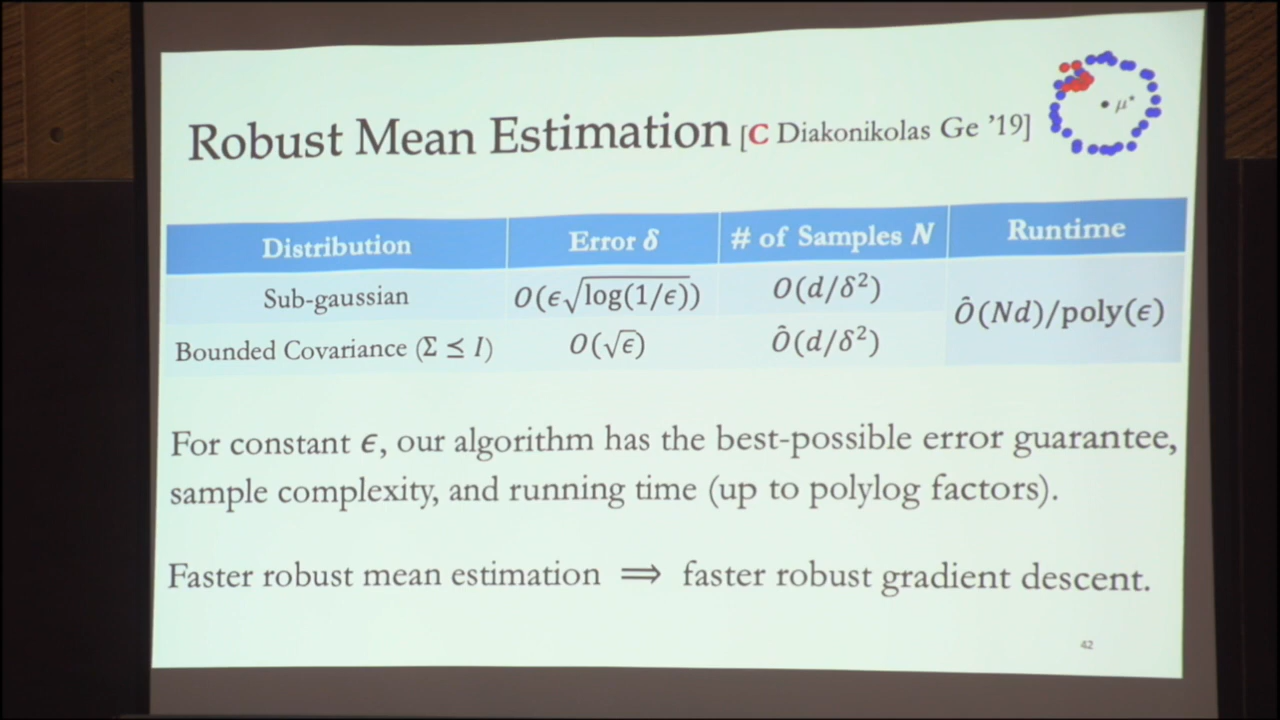 Robust Mean Estimation [C Diakonikolas Ge ’19]
μ*
Distribution Error δ # of Samples N Runtime
Sub-gaussian O(ϵ√log(1/ϵ)) O(d/δ²) Ô(Nd)/poly(ϵ)
Bounded Covariance (Σ ⪯ I) O(√ϵ) Ô(d/δ²)
For constant ϵ, our algorithm has the best-possible error guarantee,
sample complexity, and running time (up to polylog factors).
Faster robust mean estimation ⟹ faster robust gradient descent.
42